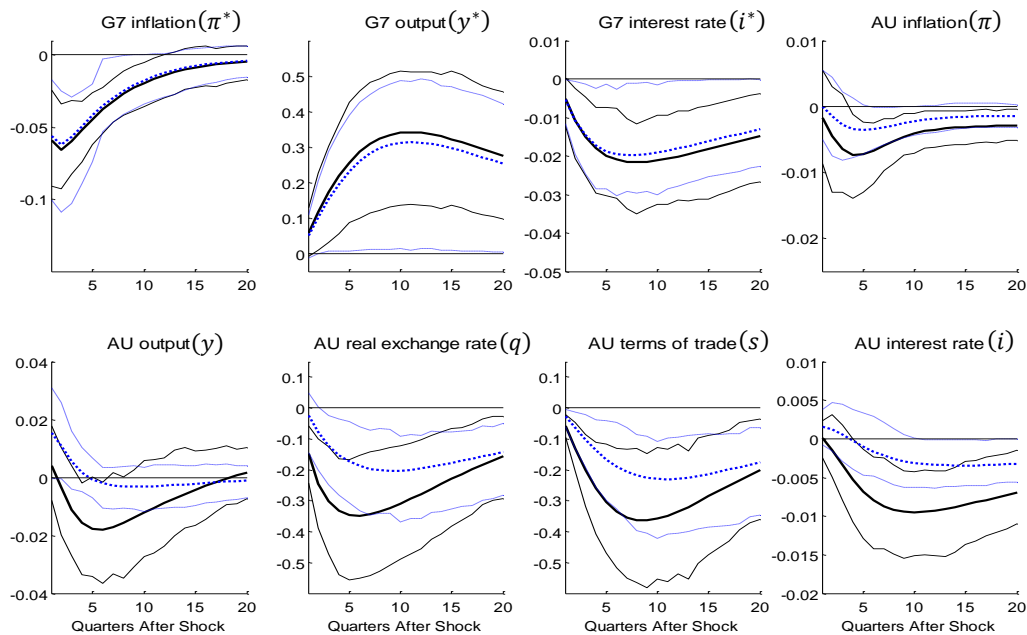 G7 inflation(π*)
G7 output(y*)
G7 interest rate(i*)
AU inflation(π)
0
-0.05
-0.1
0.5
0.4
0.3
0.2
0.1
0
0.01
0
-0.01
-0.02
-0.03
-0.04
-0.05
0.01
0
-0.01
-0.02
5 10 15 20
5 10 15 20
5 10 15 20
5 10 15 20
AU output(y)
AU real exchange rate(q)
AU terms of trade(s)
AU interest rate(i)
0.04
0.02
0
-0.02
-0.04
0.1
0
-0.1
-0.2
-0.3
-0.4
-0.5
0.1
0
-0.1
-0.2
-0.3
-0.4
-0.5
0.005
0.000
-0.005
-0.01
-0.015
5 10 15 20
5 10 15 20
5 10 15 20
5 10 15 20
Quarters After Shock
Quarters After Shock
Quarters After Shock
Quarters After Shock